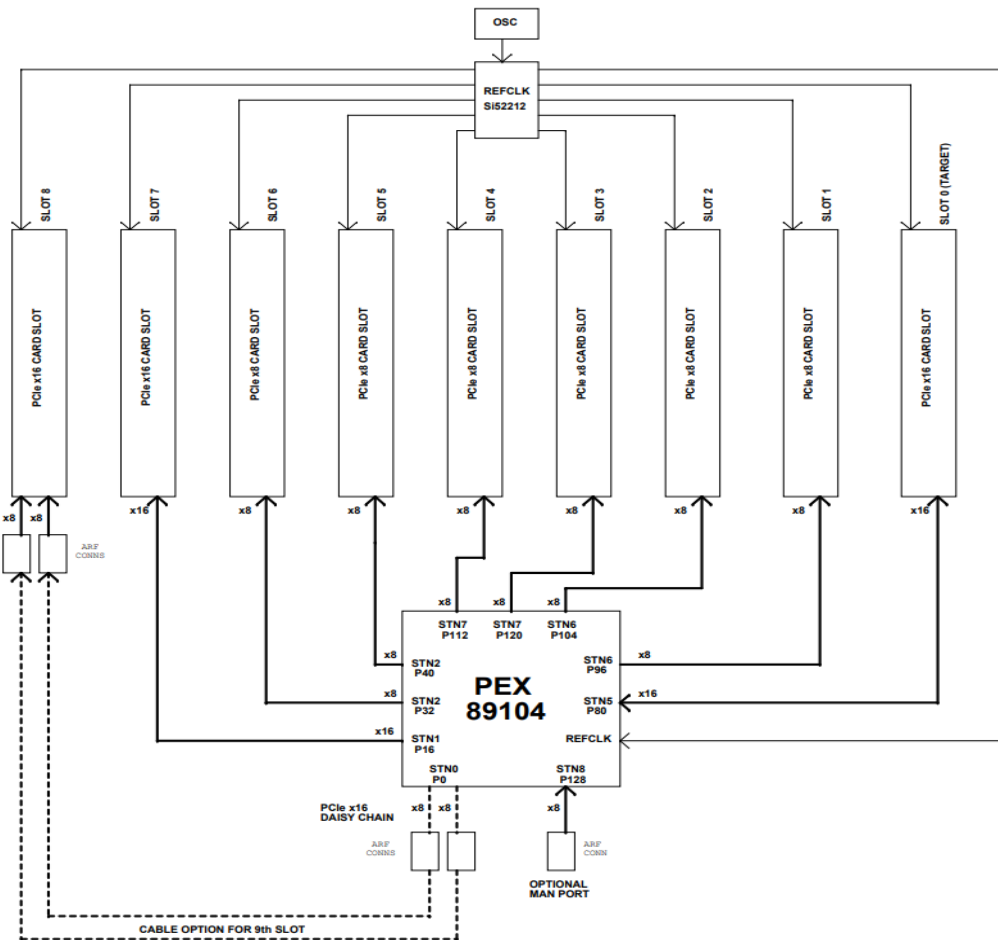 OSC
REFCLK
Si52212
SLOT 8
SLOT 7
SLOT 6
SLOT 5
SLOT 4
SLOT 3
SLOT 2
SLOT 1
SLOT 0 (TARGET)
PCIe x16 CARD SLOT
PCIe x16 CARD SLOT
PCIe x8 CARD SLOT
PCIe x8 CARD SLOT
PCIe x8 CARD SLOT
PCIe x8 CARD SLOT
PCIe x8 CARD SLOT
PCIe x8 CARD SLOT
PCIe x16 CARD SLOT
x8
x8
x16
x8
x8
x8
x8
x8
x8
x16
ARF
CONNS
x8
x8
x8
STN7
P112
STN7
P120
STN6
P104
x8
STN2
P40
STN6
P96
x8
x8
STN2
P32
PEX
89104
STN5
P80
x16
x16
STN1
P16
REFCLK
STN0
P0
STN8
P128
PCIe x16
DAISY CHAIN
x8
x8
x8
ARF
CONNS
ARF
CONN
OPTIONAL
MAN PORT
CABLE OPTION FOR 9th SLOT